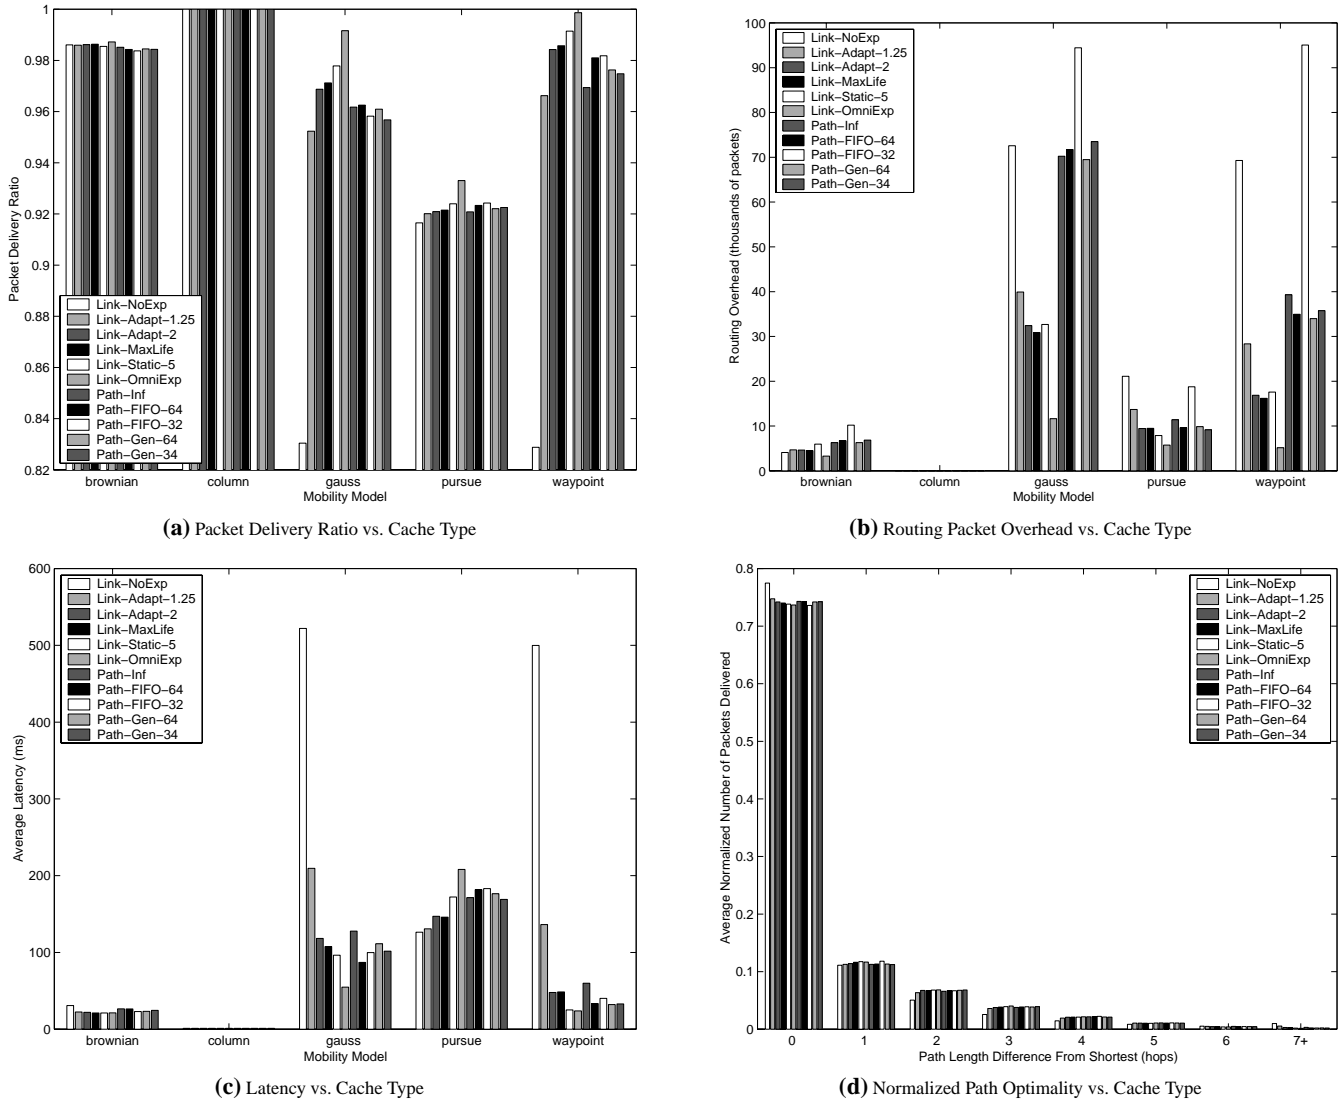 1
0.98
0.96
0.94
0.92
0.9
0.88
0.86
0.84
0.82
Packet Delivery Ratio
Link-NoExp
Link-Adapt-1.25
Link-Adapt-2
Link-MaxLife
Link-Static-5
Link-OmniExp
Path-Inf
Path-FIFO-64
Path-FIFO-32
Path-Gen-64
Path-Gen-34
brownian column gauss pursue waypoint
Mobility Model
(a) Packet Delivery Ratio vs. Cache Type
100
90
80
70
60
50
40
30
20
10
0
Routing Overhead (thousands of packets)
Link-NoExp
Link-Adapt-1.25
Link-Adapt-2
Link-MaxLife
Link-Static-5
Link-OmniExp
Path-Inf
Path-FIFO-64
Path-FIFO-32
Path-Gen-64
Path-Gen-34
brownian column gauss pursue waypoint
Mobility Model
(b) Routing Packet Overhead vs. Cache Type
600
500
400
300
200
100
0
Average Latency (ms)
Link-NoExp
Link-Adapt-1.25
Link-Adapt-2
Link-MaxLife
Link-Static-5
Link-OmniExp
Path-Inf
Path-FIFO-64
Path-FIFO-32
Path-Gen-64
Path-Gen-34
brownian column gauss pursue waypoint
Mobility Model
(c) Latency vs. Cache Type
0.8
0.7
0.6
0.5
0.4
0.3
0.2
0.1
0
Average Normalized Number of Packets Delivered
Link-NoExp
Link-Adapt-1.25
Link-Adapt-2
Link-MaxLife
Link-Static-5
Link-OmniExp
Path-Inf
Path-FIFO-64
Path-FIFO-32
Path-Gen-64
Path-Gen-34
0 1 2 3 4 5 6 7+
Path Length Difference From Shortest (hops)
(d) Normalized Path Optimality vs. Cache Type